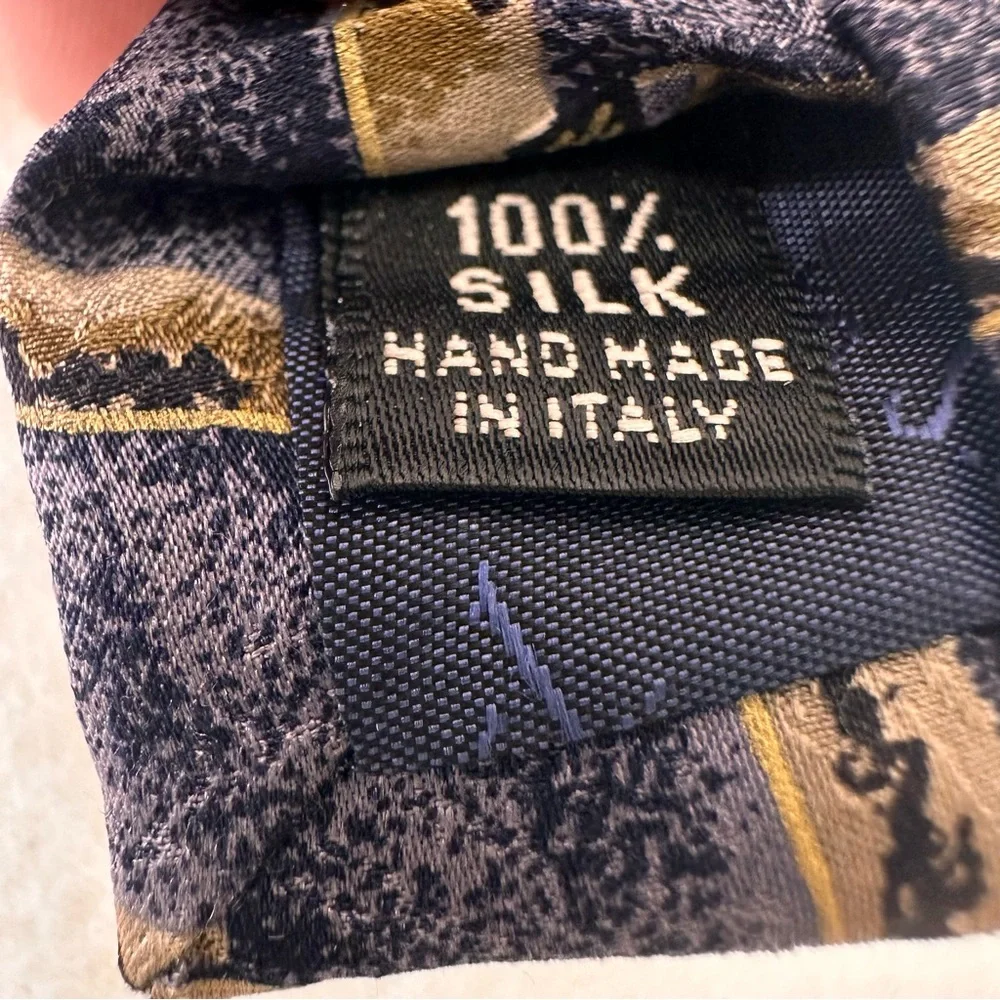 100%
SILK
HAND MADE
IN ITALY